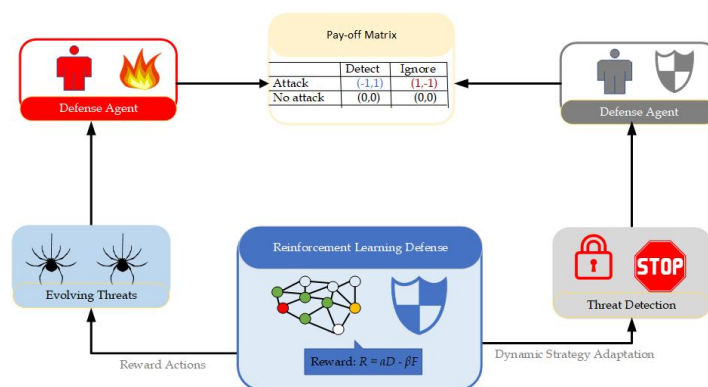 Pay-off Matrix
Detect Ignore
Attack (-1,1) (1,-1)
No attack (0,0) (0,0)
Defense Agent
Defense Agent
Reinforcement Learning Defense
STOP
Evolving Threats
Threat Detection
Reward: R = aD - βF
Reward Actions
Dynamic Strategy Adaptation